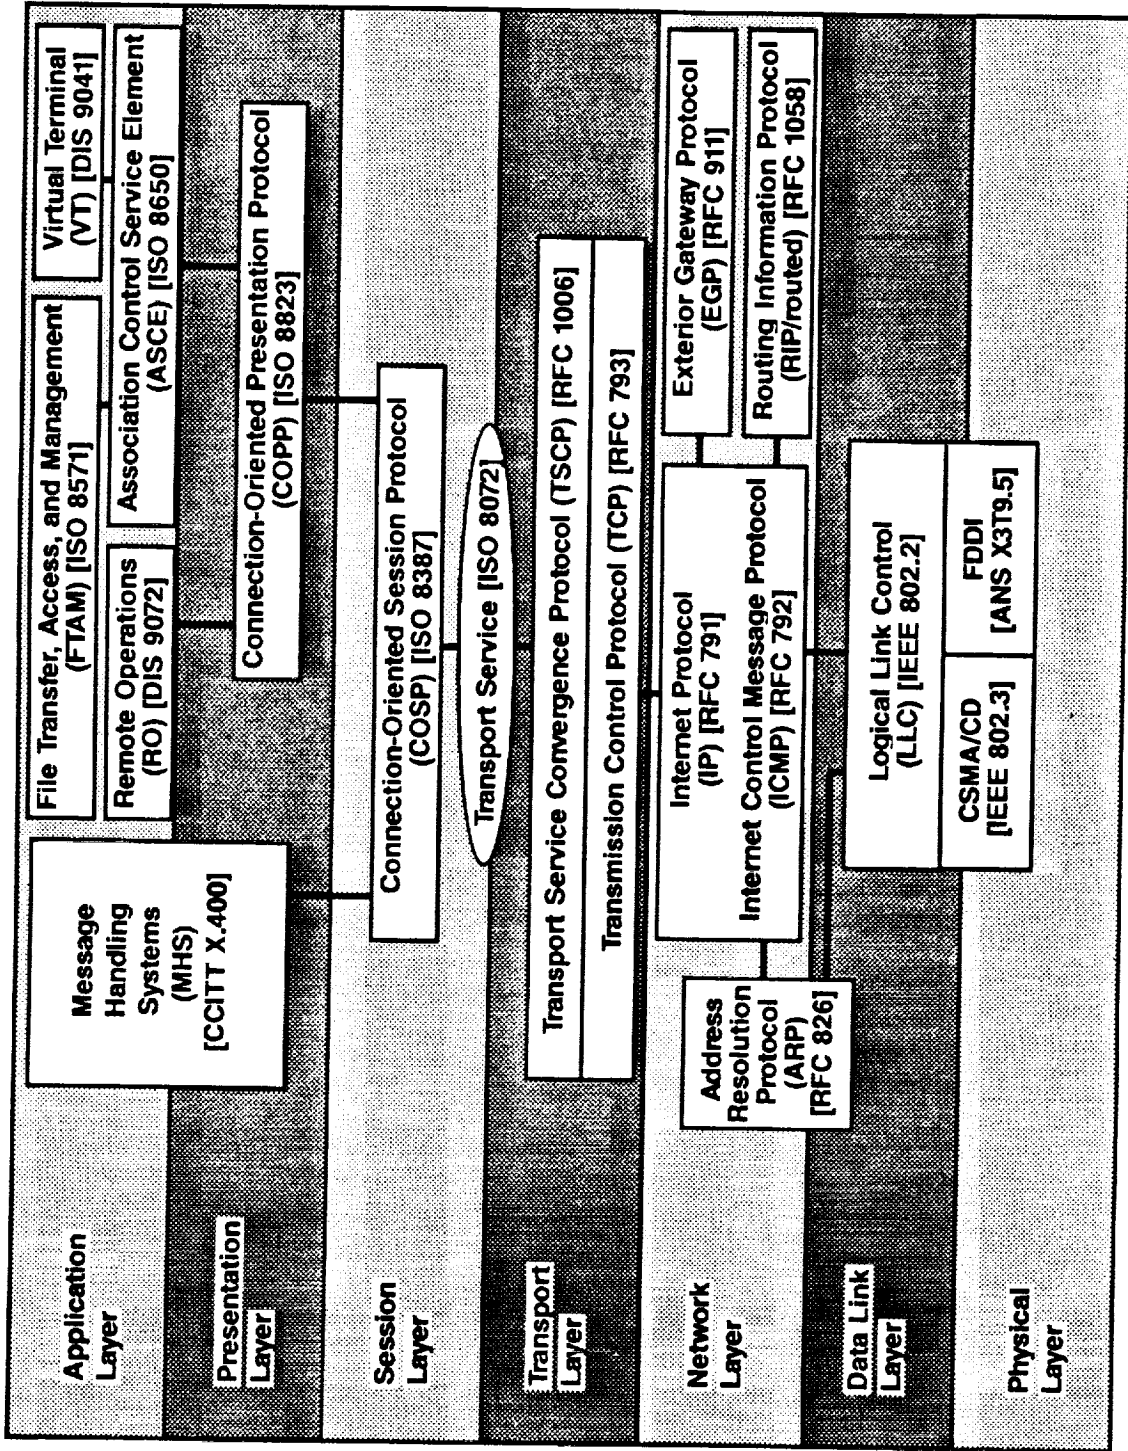 Application
Layer
Message
Handling
Systems
(MHS)
[CCITT X.400]
File Transfer, Access, and Management
(FTAM) [ISO 8571]
Virtual Terminal
(VT) [DIS 9041]
Remote Operations
(RO) [DIS 9072]
Association Control Service Element
(ASCE) [ISO 8650]
Presentation
Layer
Connection-Oriented Presentation Protocol
(COPP) [ISO 8823]
Session
Layer
Connection-Oriented Session Protocol
(COSP) [ISO 8387]
Transport Service [ISO 8072]
Transport
Layer
Transport Service Convergence Protocol (TSCP) [RFC 1006]
Transmission Control Protocol (TCP) [RFC 793]
Network
Layer
Address
Resolution
Protocol
(ARP)
[RFC 826]
Internet Protocol
(IP) [RFC 791]
Internet Control Message Protocol
(ICMP) [RFC 792]
Exterior Gateway Protocol
(EGP) [RFC 911]
Routing Information Protocol
(RIP/routed) [RFC 1058]
Data Link
Layer
Logical Link Control
(LLC) [IEEE 802.2]
Physical
Layer
CSMA/CD
[IEEE 802.3]
FDDI
[ANS X3T9.5]